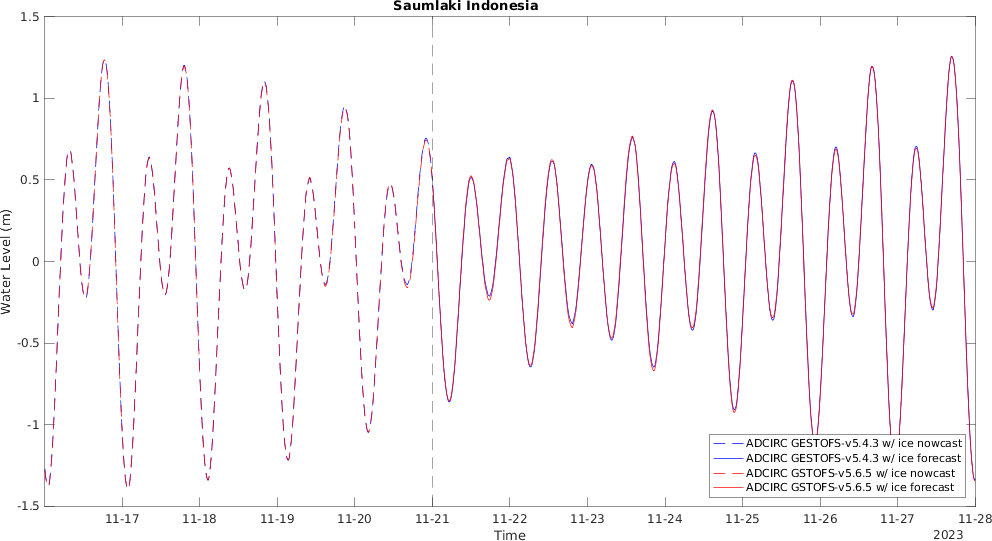 Saumlaki Indonesia
1.5
1
0.5
0
-0.5
-1
-1.5
Water Level (m)
11-17 11-18 11-19 11-20 11-21 11-22 11-23 11-24 11-25 11-26 11-27 11-28
Time
2023
ADCIRC GESTOFS-v5.4.3 w/ ice nowcast
ADCIRC GESTOFS-v5.4.3 w/ ice forecast
ADCIRC GSTOFS-v5.6.5 w/ ice nowcast
ADCIRC GSTOFS-v5.6.5 w/ ice forecast